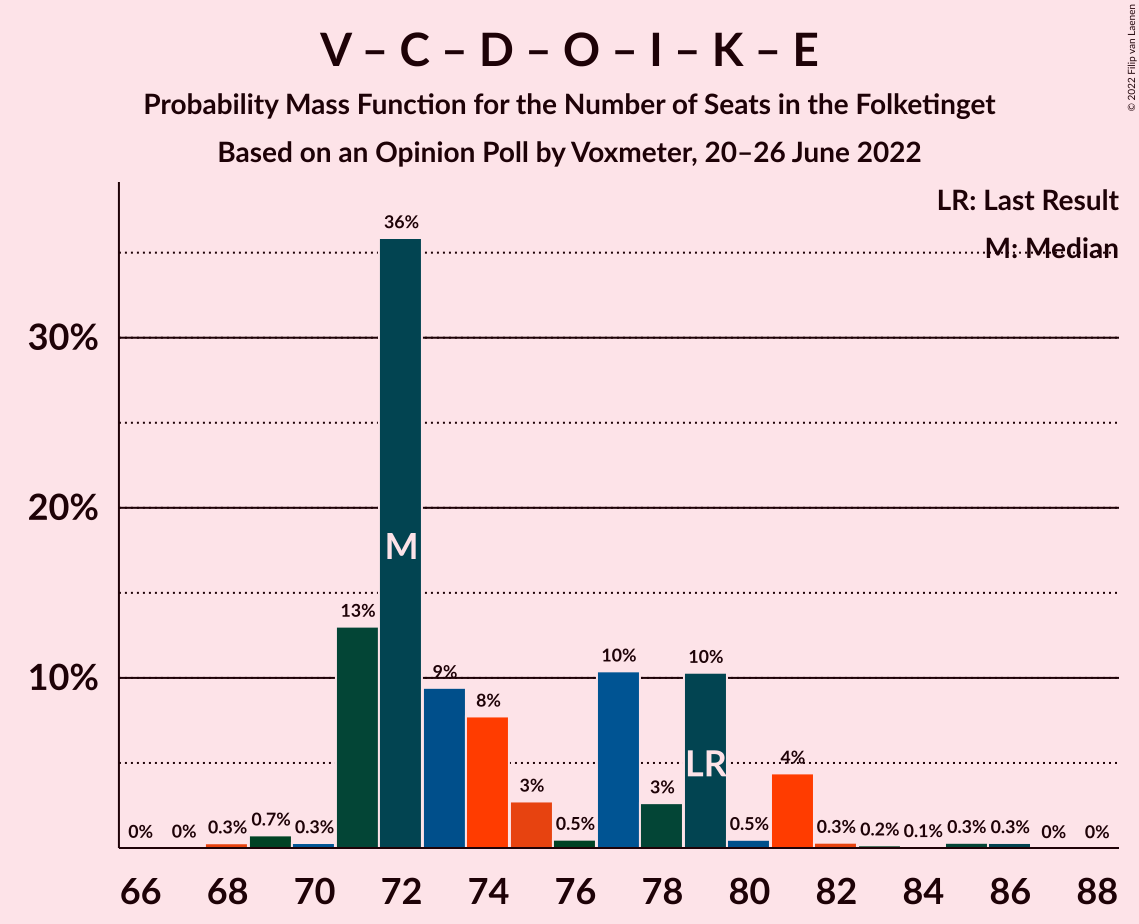 V – C – D – O – I – K – E
Probability Mass Function for the Number of Seats in the Folketinget
Based on an Opinion Poll by Voxmeter, 20–26 June 2022
© 2022 Filip van Laenen
LR: Last Result
M: Median
30%
20%
10%
0% 0% 0.3% 0.7% 0.3% 13% 36% 9% 8% 3% 0.5% 10% 3% 10% 0.5% 4% 0.3% 0.2% 0.1% 0.3% 0.3% 0% 0%
M
LR
66 68 70 72 74 76 78 80 82 84 86 88